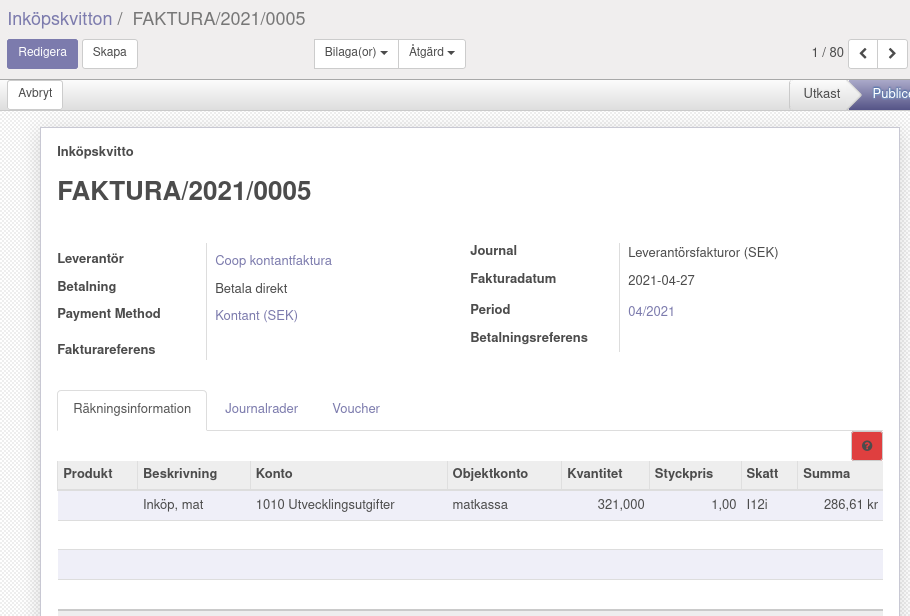 Inköpskvitton / FAKTURA/2021/0005
Redigera Skapa Bilaga(or) Åtgärd 1 / 80
Avbryt Utkast
Inköpskvitto
FAKTURA/2021/0005
Leverantör Coop kontantfaktura
Betalning Betala direkt
Payment Method Kontant (SEK)
Fakturareferens
Journal Leverantörsfakturor (SEK)
Fakturadatum 2021-04-27
Period 04/2021
Betalningsreferens
Räkningsinformation Journalrader Voucher
Produkt Beskrivning Konto Objektkonto Kvantitet Styckpris Skatt Summa
Inköp, mat 1010 Utvecklingsutgifter matkassa 321,000 1,00 I12i 286,61 kr